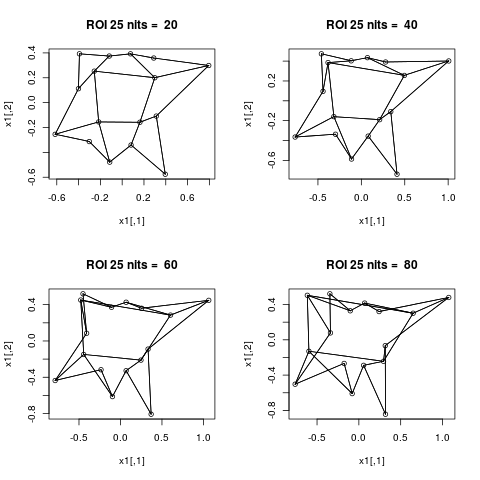 ROI 25 nits = 20
0.4
0.2
0.0
-0.2
-0.6
x1[,2]
-0.6 -0.2 0.2 0.6
x1[,1]
ROI 25 nits = 40
0.2
-0.2
-0.6
x1[,2]
-0.5 0.0 0.5 1.0
x1[,1]
ROI 25 nits = 60
0.4
0.0
-0.4
-0.8
x1[,2]
-0.5 0.0 0.5 1.0
x1[,1]
ROI 25 nits = 80
0.4
0.0
-0.4
-0.8
x1[,2]
-0.5 0.0 0.5 1.0
x1[,1]